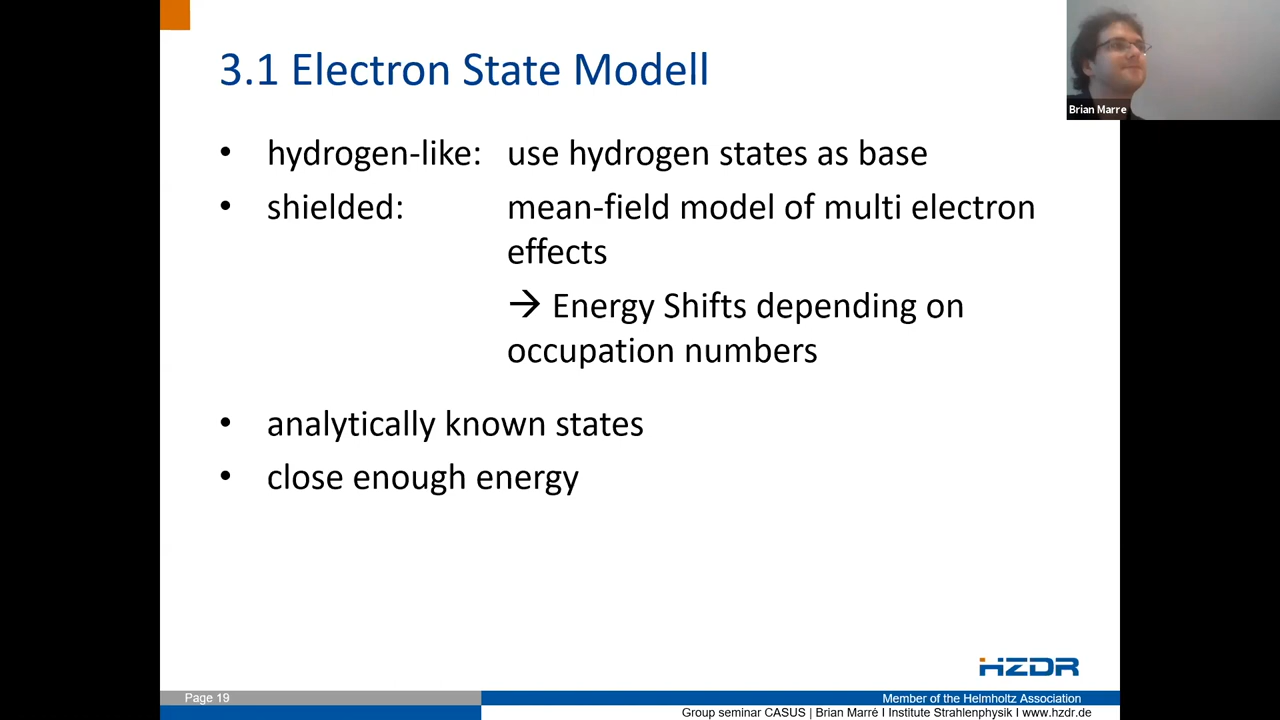 3.1 Electron State Modell
Brian Marre
• hydrogen-like: use hydrogen states as base
• shielded: mean-field model of multi electron
effects
→ Energy Shifts depending on
occupation numbers
• analytically known states
• close enough energy
HZDR
Page 19
Member of the Helmholtz Association
Group seminar CASUS | Brian Marré I Institute Strahlenphysik I www.hzdr.de